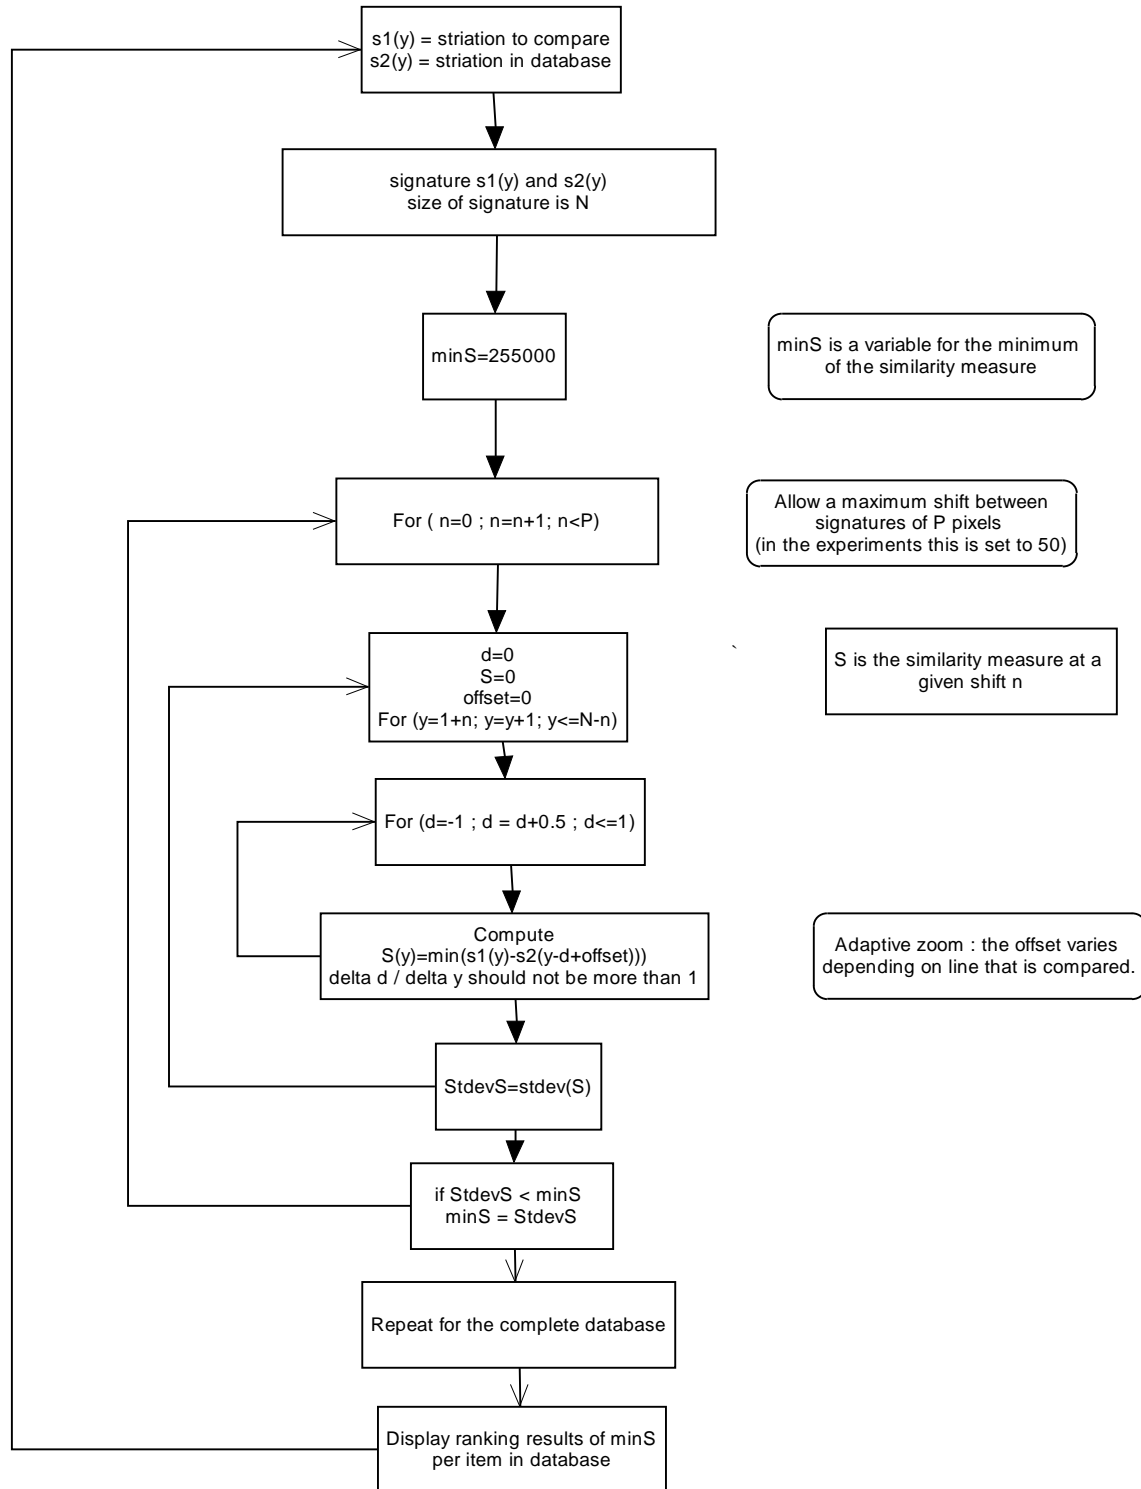 s1(y) = striation to compare
s2(y) = striation in database
signature s1(y) and s2(y)
size of signature is N
minS=255000
minS is a variable for the minimum
of the similarity measure
For ( n=0 ; n=n+1; n<P)
Allow a maximum shift between
signatures of P pixels
(in the experiments this is set to 50)
d=0
S=0
offset=0
For (y=1+n; y=y+1; y<=N-n)
`
S is the similarity measure at a
given shift n
For (d=-1 ; d = d+0.5 ; d<=1)
Compute
S(y)=min(s1(y)-s2(y-d+offset)))
delta d / delta y should not be more than 1
Adaptive zoom : the offset varies
depending on line that is compared.
StdevS=stdev(S)
if StdevS < minS
minS = StdevS
Repeat for the complete database
Display ranking results of minS
per item in database